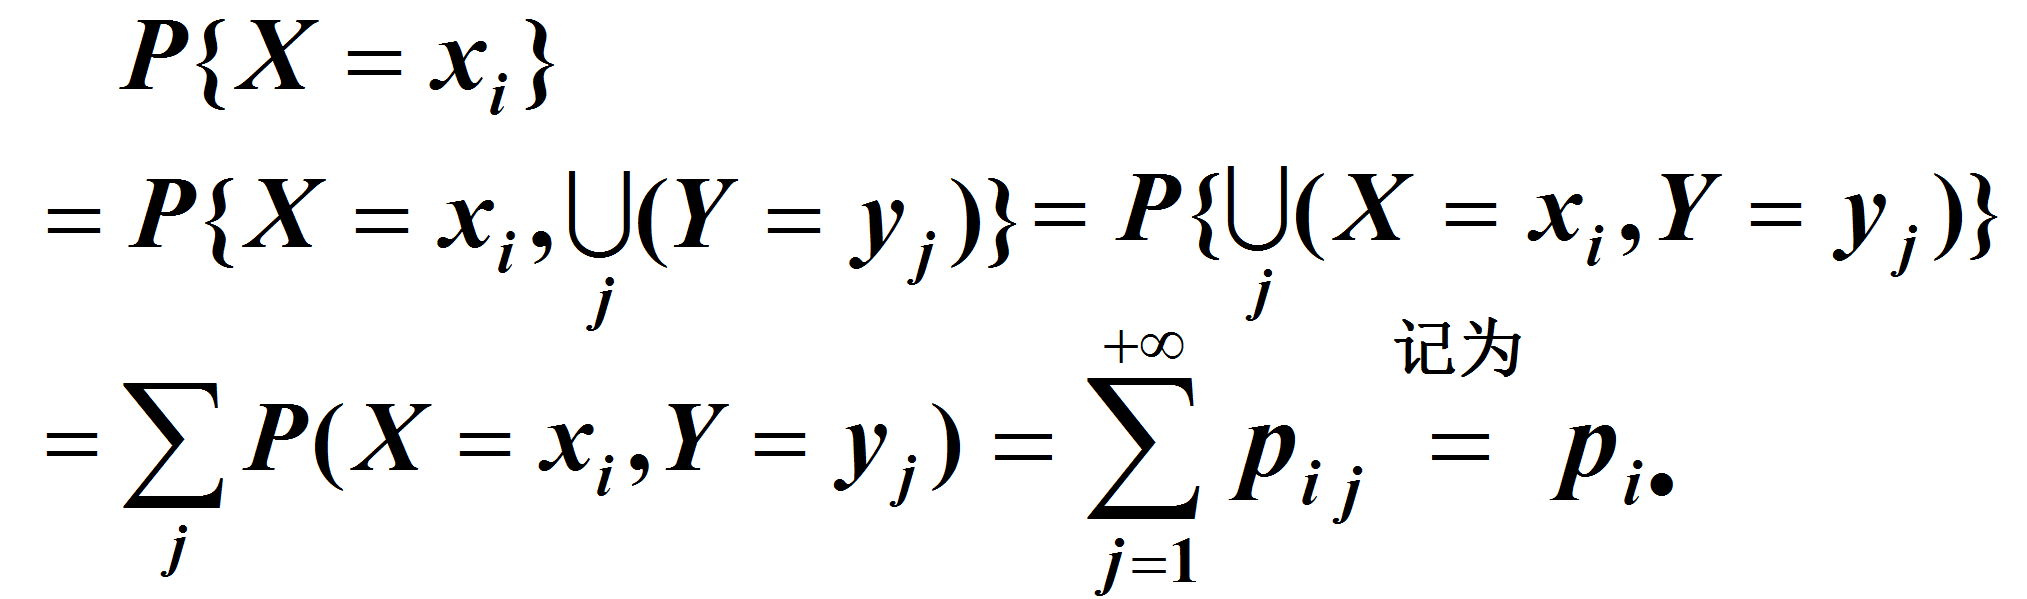 P{X = x_i}
= P{X = x_i, ⋃_j (Y = y_j)} = P{⋃_j (X = x_i, Y = y_j)}
= ∑_j P(X = x_i, Y = y_j) = ∑_{j=1}^{+∞} p_{ij} 记为 = p_{i•}